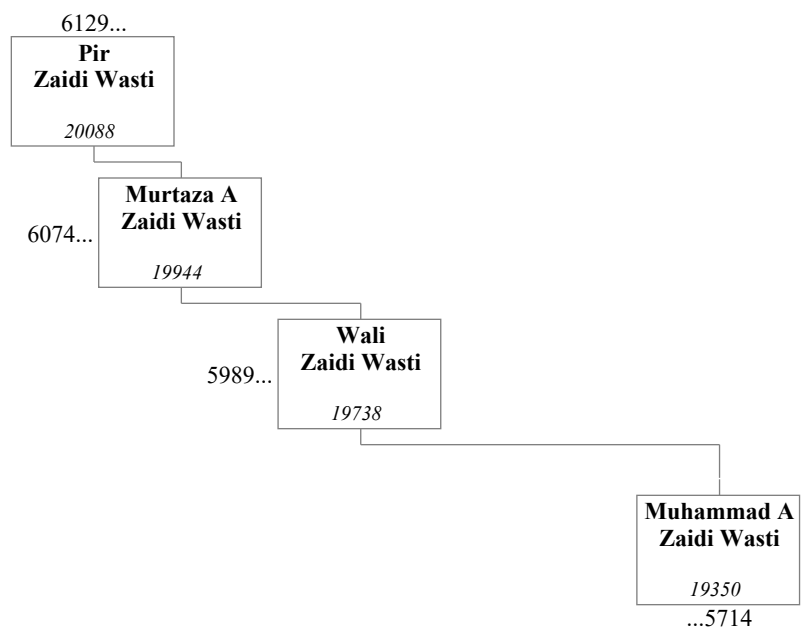 6129...
Pir
Zaidi Wasti
20088
Murtaza A
Zaidi Wasti
6074...
19944
Wali
Zaidi Wasti
5989...
19738
Muhammad A
Zaidi Wasti
19350
...5714